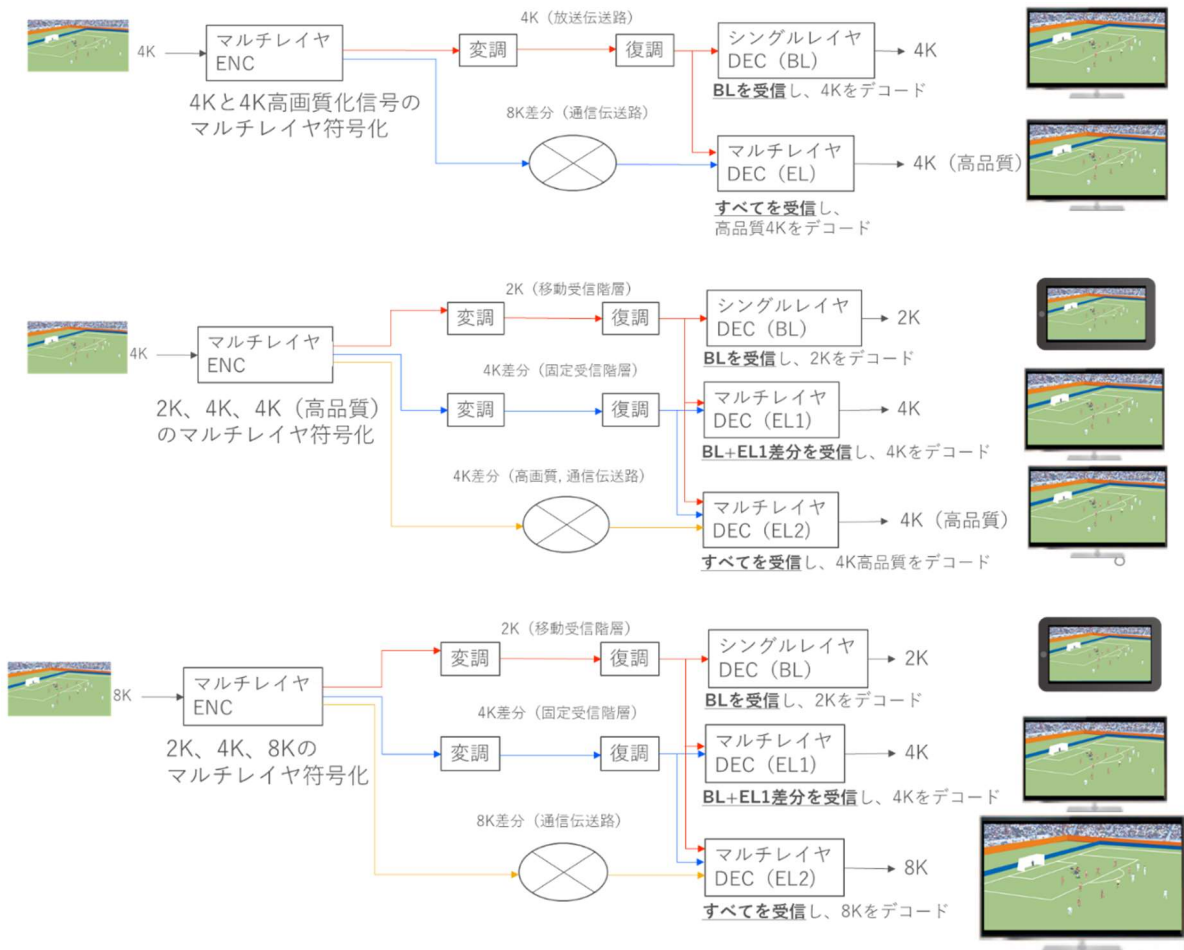 4K（放送伝送路）
4K
マルチレイヤ
ENC
変調
復調
シングルレイヤ
DEC（BL）
4K
BLを受信し、4Kをデコード
4Kと4K高画質化信号の
マルチレイヤ符号化
8K差分（通信伝送路）
マルチレイヤ
DEC（EL）
4K（高品質）
すべてを受信し、
高品質4Kをデコード
2K（移動受信階層）
4K
マルチレイヤ
ENC
変調
復調
シングルレイヤ
DEC（BL）
2K
BLを受信し、2Kをデコード
2K、4K、4K（高品質）
のマルチレイヤ符号化
4K差分（固定受信階層）
変調
復調
マルチレイヤ
DEC（EL1）
4K
BL+EL1差分を受信し、4Kをデコード
4K差分（高画質, 通信伝送路）
マルチレイヤ
DEC（EL2）
4K（高品質）
すべてを受信し、4K高品質をデコード
2K（移動受信階層）
8K
マルチレイヤ
ENC
変調
復調
シングルレイヤ
DEC（BL）
2K
BLを受信し、2Kをデコード
2K、4K、8Kの
マルチレイヤ符号化
4K差分（固定受信階層）
変調
復調
マルチレイヤ
DEC（EL1）
4K
BL+EL1差分を受信し、4Kをデコード
8K差分（通信伝送路）
マルチレイヤ
DEC（EL2）
8K
すべてを受信し、8Kをデコード